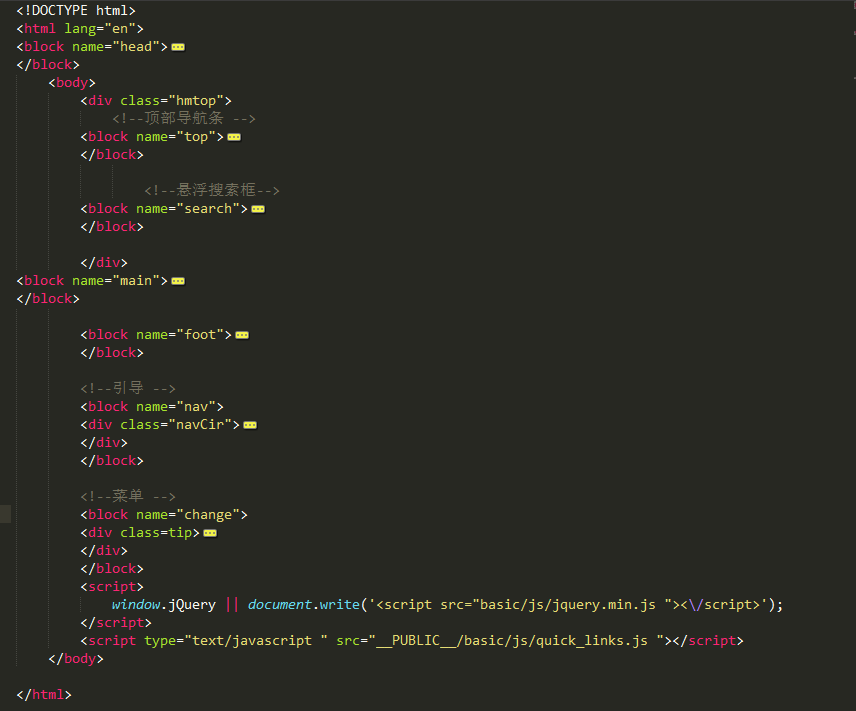 <!DOCTYPE html>
<html lang="en">
<block name="head">
</block>
<body>
<div class="hmtop">
<!--顶部导航条 -->
<block name="top">
</block>
<!--悬浮搜索框-->
<block name="search">
</block>
</div>
<block name="main">
</block>
<block name="foot">
</block>
<!--引导 -->
<block name="nav">
<div class="navCir">
</div>
</block>
<!--菜单 -->
<block name="change">
<div class=tip>
</div>
</block>
<script>
window.jQuery || document.write('<script src="basic/js/jquery.min.js "><\/script>');
</script>
<script type="text/javascript " src="__PUBLIC__/basic/js/quick_links.js "></script>
</body>
</html>